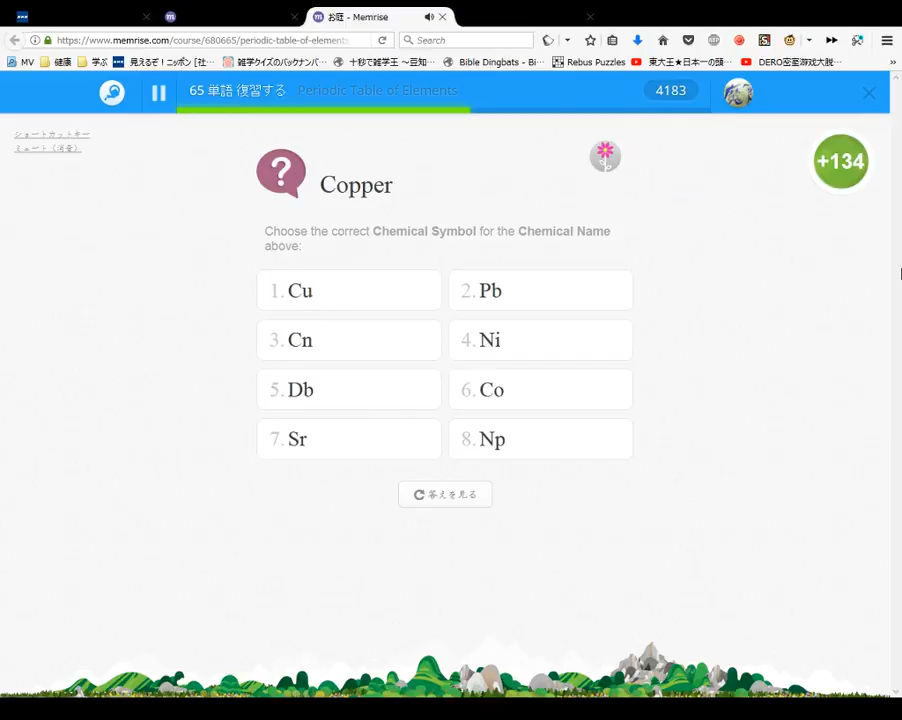 お庭 - Memrise
https://www.memrise.com/course/680665/periodic-table-of-elements
Search
MV
健康
学ぶ
見えるぞ！ニッポン [社…
雑学クイズのバックナンバ…
十秒で雑学王 ～豆知…
Bible Dingbats - Bi…
Rebus Puzzles
東大王★日本一の頭…
DERO密室游戏大脱…
65 単語 復習する
Periodic Table of Elements
4183
ショートカットキー
ミュート（消音）
+134
?
Copper
Choose the correct Chemical Symbol for the Chemical Name
above:
1. Cu
2. Pb
3. Cn
4. Ni
5. Db
6. Co
7. Sr
8. Np
答えを見る